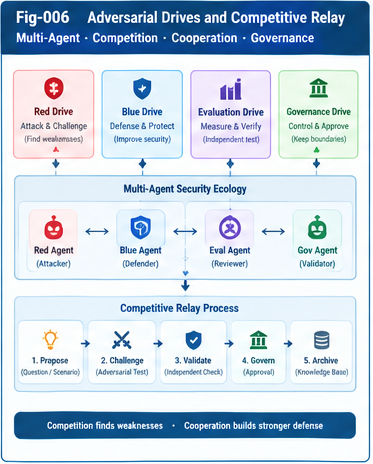 Fig-006 Adversarial Drives and Competitive Relay
Multi-Agent · Competition · Cooperation · Governance
Red Drive
Attack & Challenge
(Find weaknesses)
Blue Drive
Defense & Protect
(Improve security)
Evaluation Drive
Measure & Verify
(Independent test)
Governance Drive
Control & Approve
(Keep boundaries)
Multi-Agent Security Ecology
Red Agent
(Attacker)
Blue Agent
(Defender)
Eval Agent
(Reviewer)
Gov Agent
(Validator)
Competitive Relay Process
1. Propose
(Question / Scenario)
2. Challenge
(Adversarial Test)
3. Validate
(Independent Check)
4. Govern
(Approval)
5. Archive
(Knowledge Base)
Competition finds weaknesses • Cooperation builds stronger defense